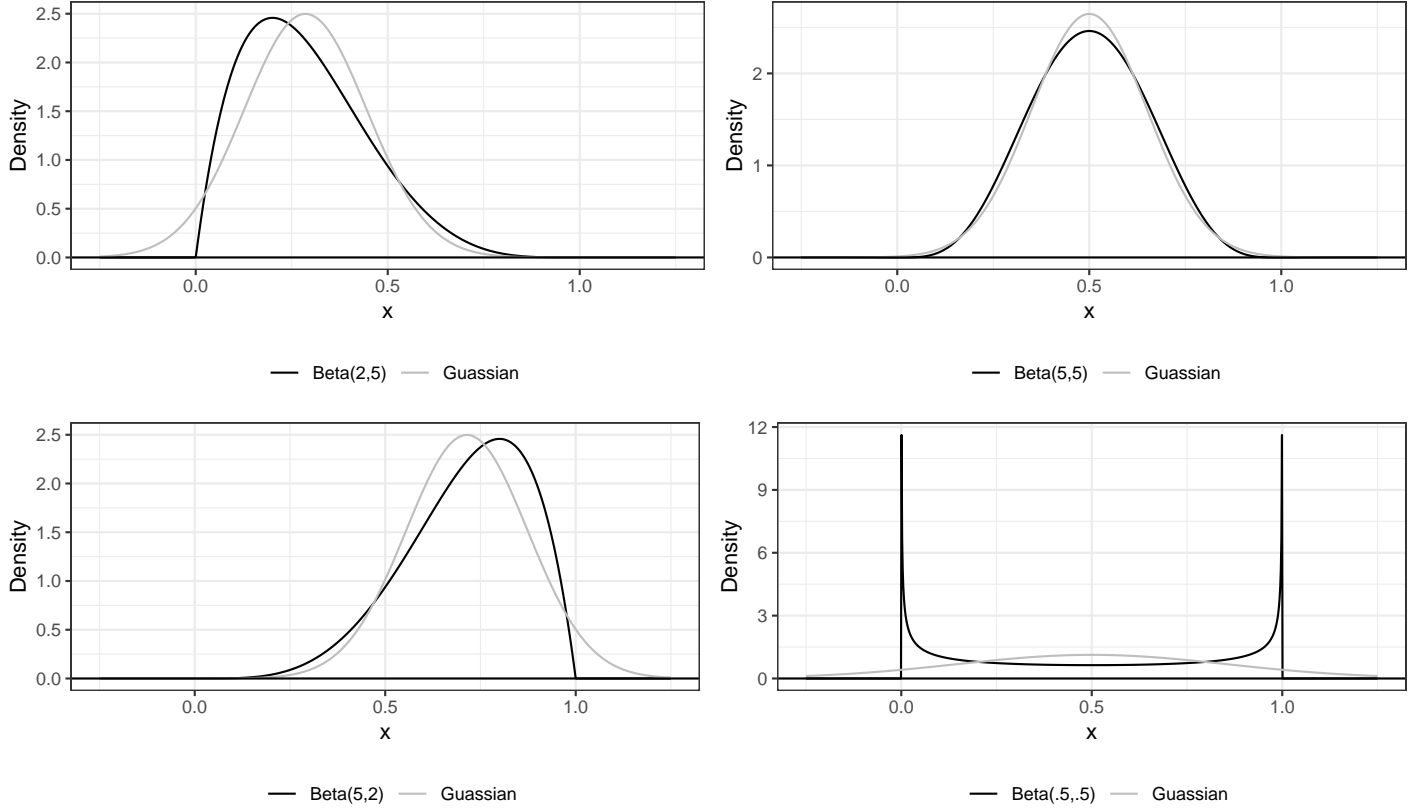 2.5
2.0
1.5
1.0
0.5
0.0
Density
0.0 0.5 1.0
x
Beta(2,5) Guassian
2
1
0
Density
0.0 0.5 1.0
x
Beta(5,5) Guassian
2.5
2.0
1.5
1.0
0.5
0.0
Density
0.0 0.5 1.0
x
Beta(5,2) Guassian
12
9
6
3
0
Density
0.0 0.5 1.0
x
Beta(.5,.5) Guassian